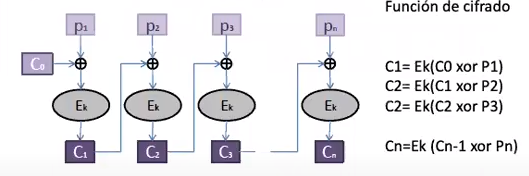 Función de cifrado
p1 p2 p3 pn
C0
C1= Ek(C0 xor P1)
C2= Ek(C1 xor P2)
C2= Ek(C2 xor P3)
Ek Ek Ek Ek
Cn=Ek (Cn-1 xor Pn)
C1 C2 C3 Cn